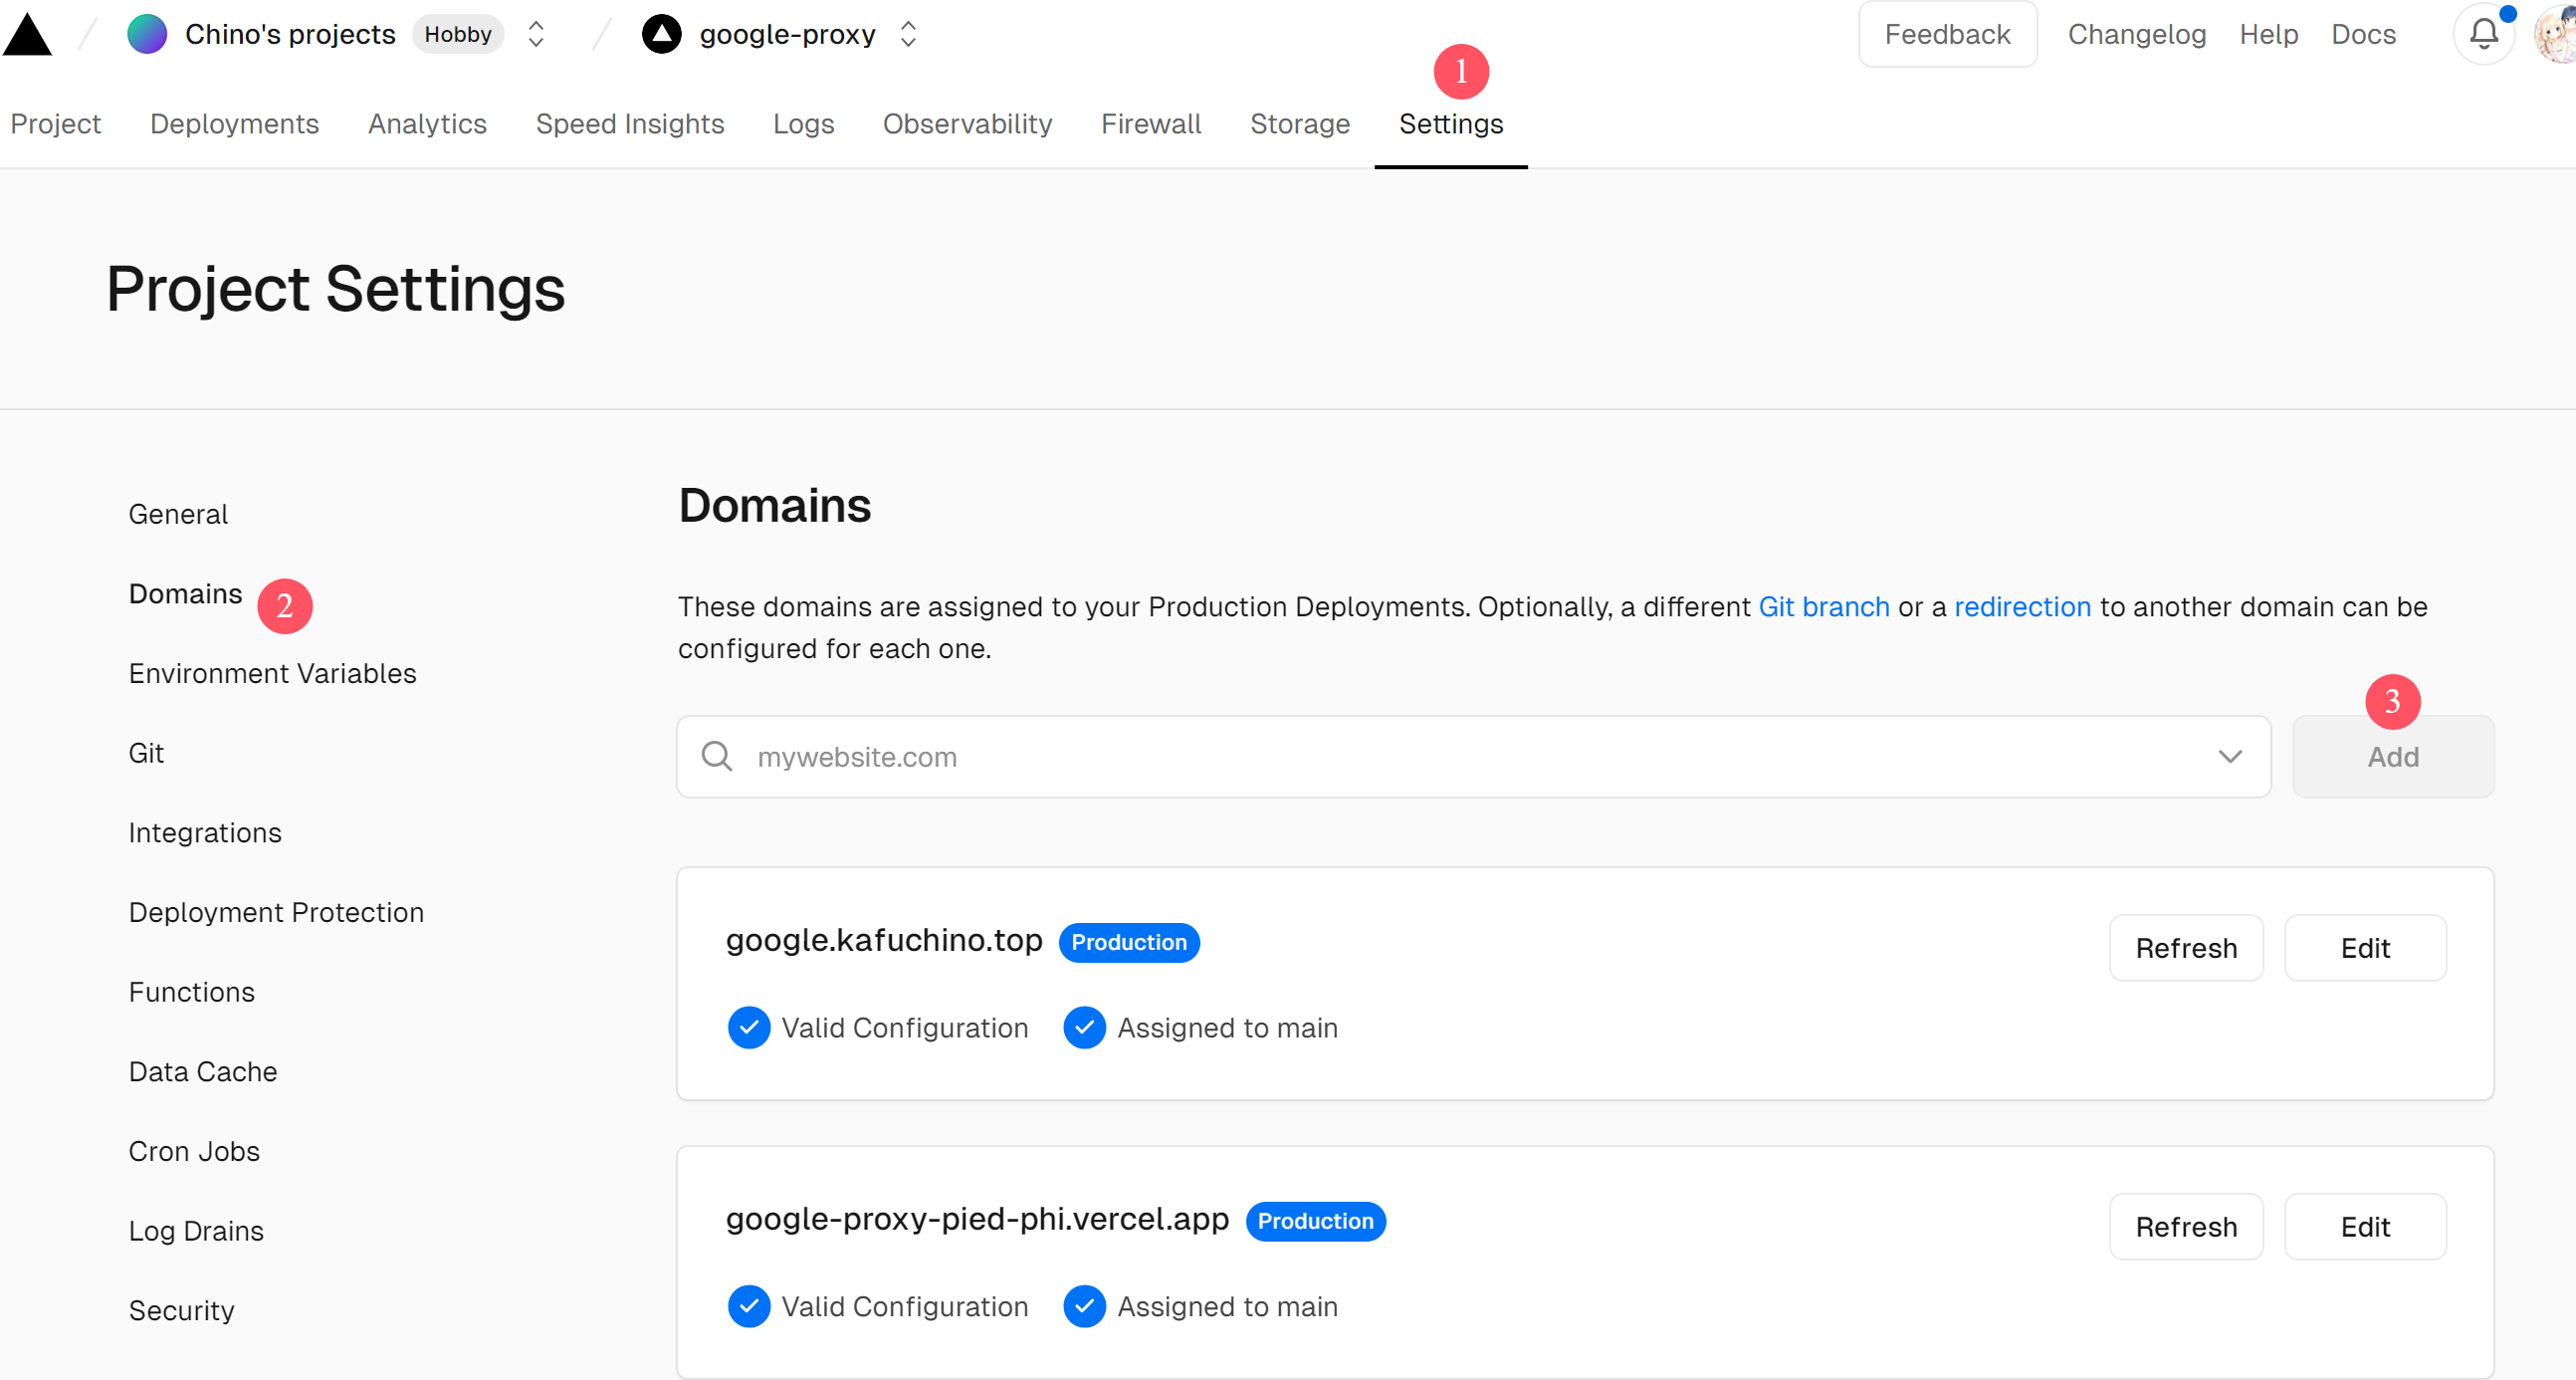 Chino's projects Hobby google-proxy Feedback Changelog Help Docs
1
Project Deployments Analytics Speed Insights Logs Observability Firewall Storage Settings
Project Settings
General
Domains 2
Environment Variables
Git
Integrations
Deployment Protection
Functions
Data Cache
Cron Jobs
Log Drains
Security
Domains
These domains are assigned to your Production Deployments. Optionally, a different Git branch or a redirection to another domain can be
configured for each one.
3
mywebsite.com Add
google.kafuchino.top Production Refresh Edit
Valid Configuration Assigned to main
google-proxy-pied-phi.vercel.app Production Refresh Edit
Valid Configuration Assigned to main